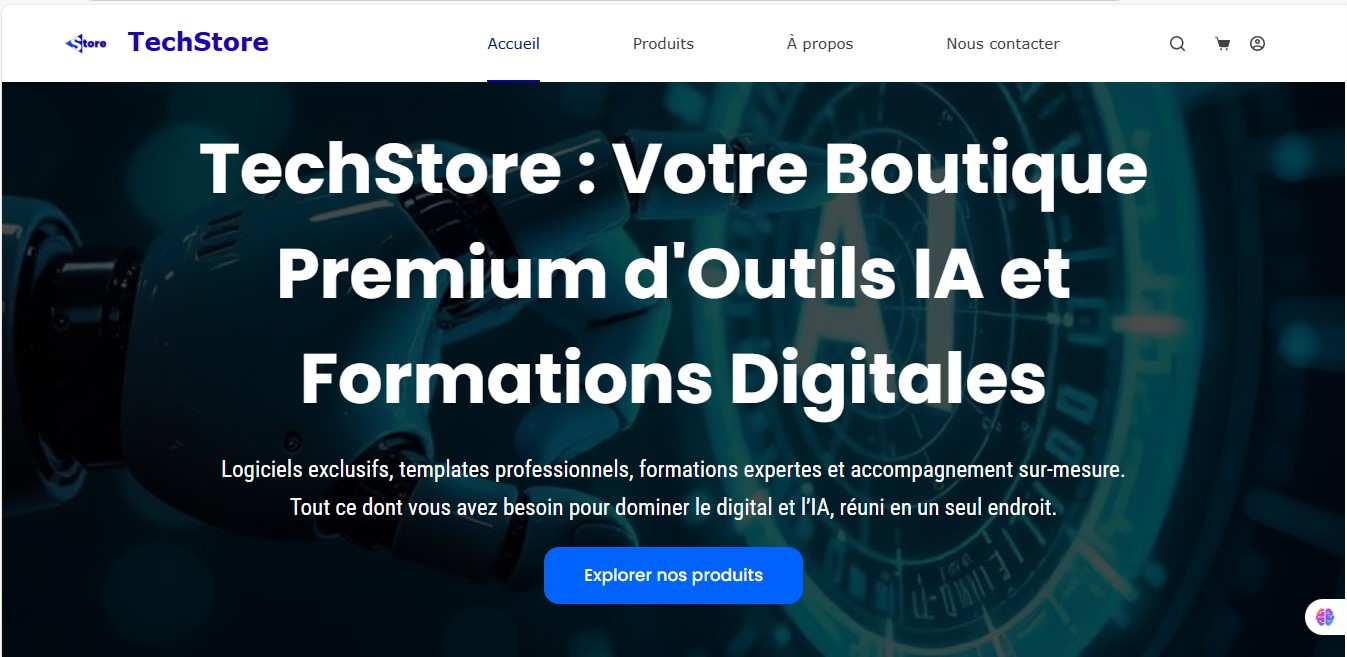 Store TechStore Accueil Produits À propos Nous contacter
TechStore : Votre Boutique
Premium d'Outils IA et
Formations Digitales
Logiciels exclusifs, templates professionnels, formations expertes et accompagnement sur-mesure.
Tout ce dont vous avez besoin pour dominer le digital et l’IA, réuni en un seul endroit.
Explorer nos produits
AI